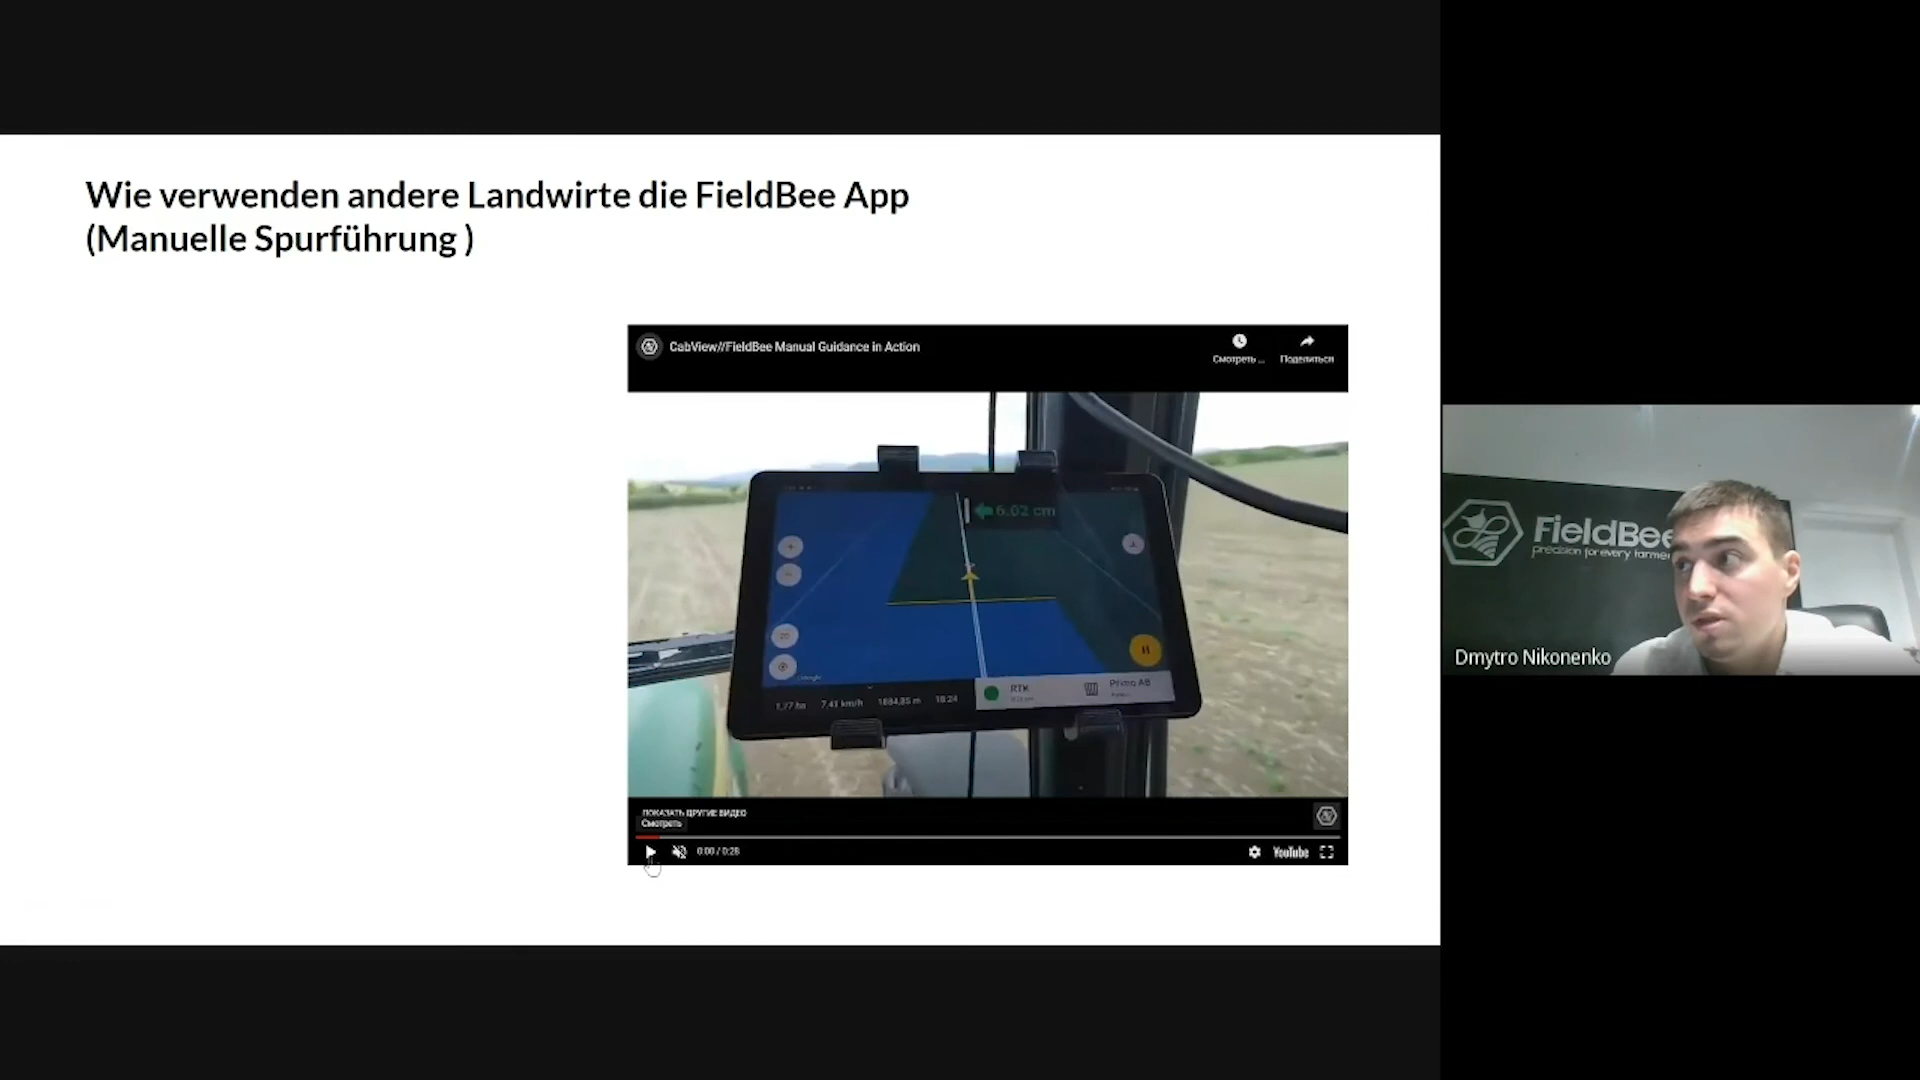 Wie verwenden andere Landwirte die FieldBee App
(Manuelle Spurführung )
CabView//FieldBee Manual Guidance in Action
Смотреть ...
Поделиться
6.02 cm
1,77 ha 7,41 km/h 1884,85 m 18:24
RTK
Primo AB
ПОКАЗАТЬ ДРУГИЕ ВИДЕО
Смотреть
0:00 / 0:28
YouTube
FieldBee
precision for every farmer
Dmytro Nikonenko